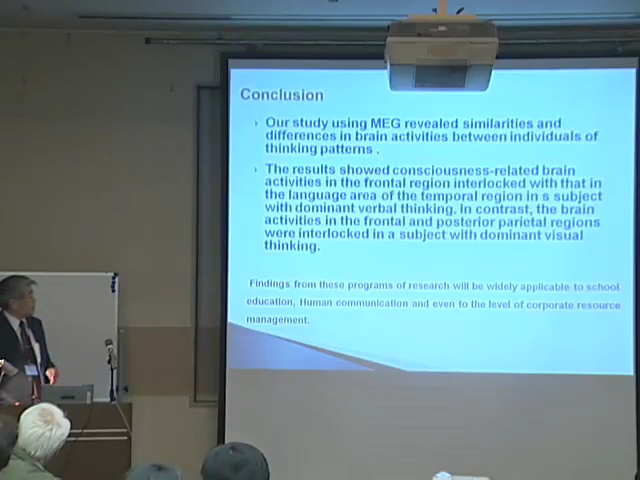 Conclusion
Our study using MEG revealed similarities and
differences in brain activities between individuals of
thinking patterns .
The results showed consciousness-related brain
activities in the frontal region interlocked with that in
the language area of the temporal region in s subject
with dominant verbal thinking. In contrast, the brain
activities in the frontal and posterior parietal regions
were interlocked in a subject with dominant visual
thinking.
Findings from these programs of research will be widely applicable to school
education, Human communication and even to the level of corporate resource
management.